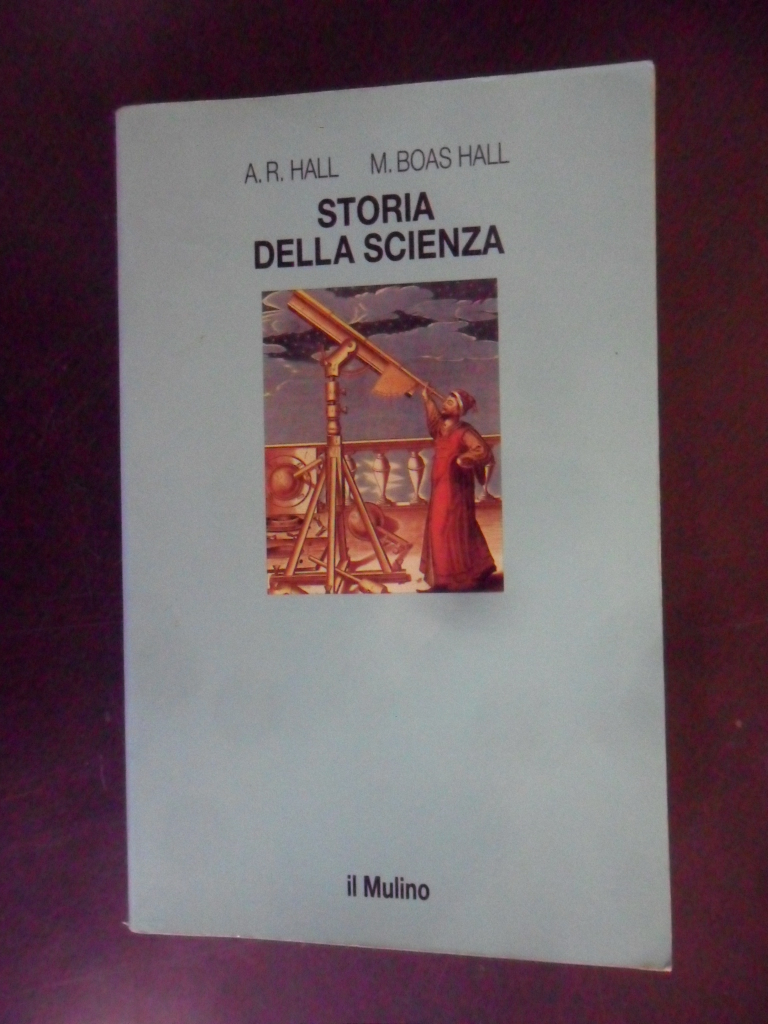 A. R. HALL M. BOAS HALL
STORIA
DELLA SCIENZA
il Mulino